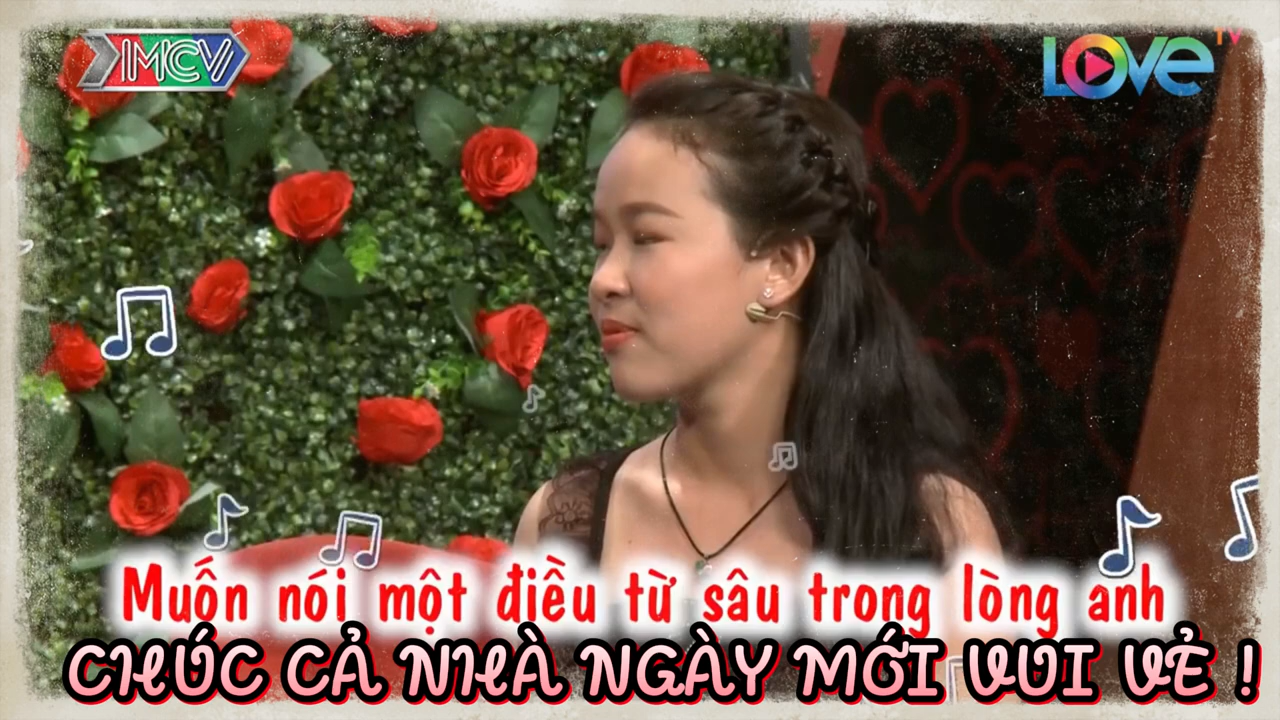 MCV
LOVE TV
Muốn nói một điều từ sâu trong lòng anh
CHÚC CẢ NHÀ NGÀY MỚI VUI VẺ !